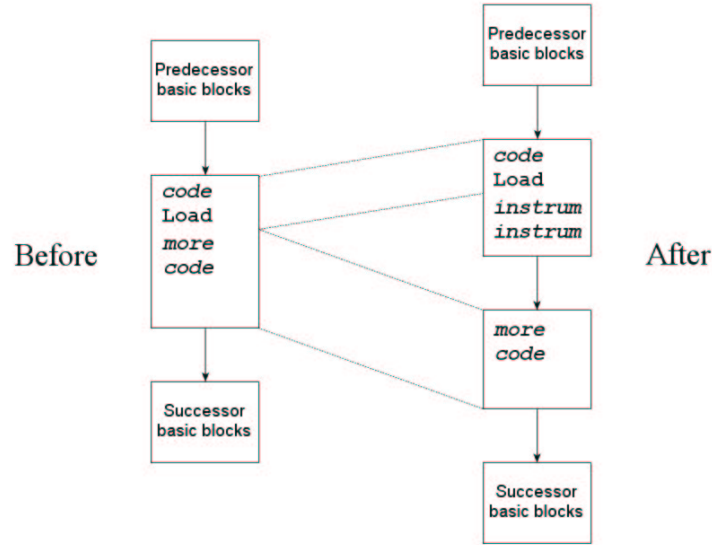 Before
Predecessor
basic blocks
code
Load
more
code
Successor
basic blocks
Predecessor
basic blocks
code
Load
instrum
instrum
more
code
Successor
basic blocks
After